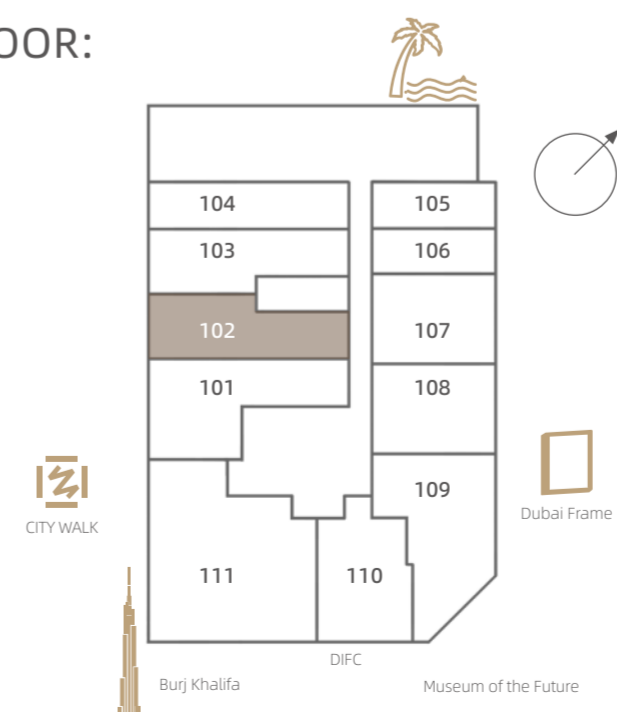 OOR:
104
105
103
106
102
107
101
108
109
CITY WALK
Dubai Frame
111
110
DIFC
Burj Khalifa
Museum of the Future